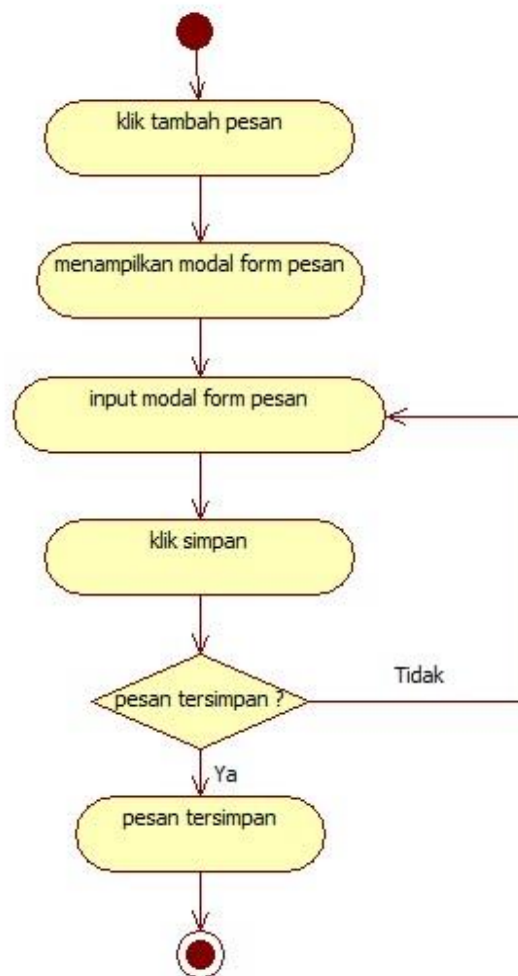 klik tambah pesan
menampilkan modal form pesan
input modal form pesan
klik simpan
pesan tersimpan ?
Tidak
Ya
pesan tersimpan